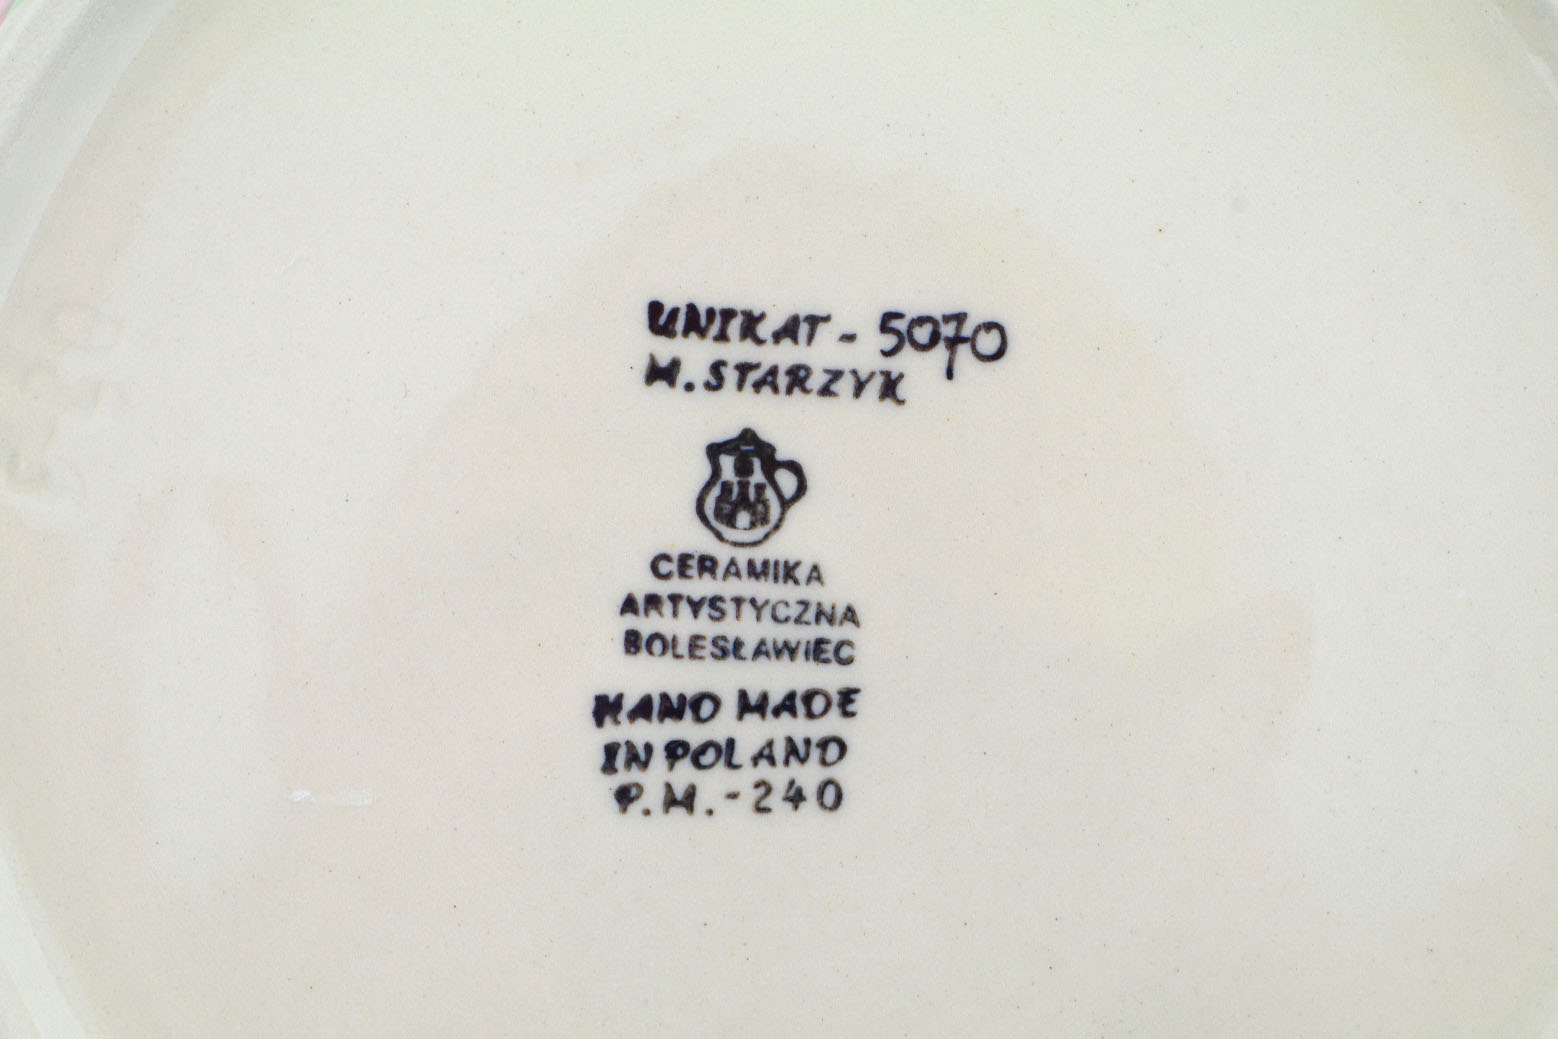 UNIKAT - 5070
M. STARZYK
CERAMIKA
ARTYSTYCZNA
BOLESŁAWIEC
HAND MADE
IN POLAND
P.M.-240